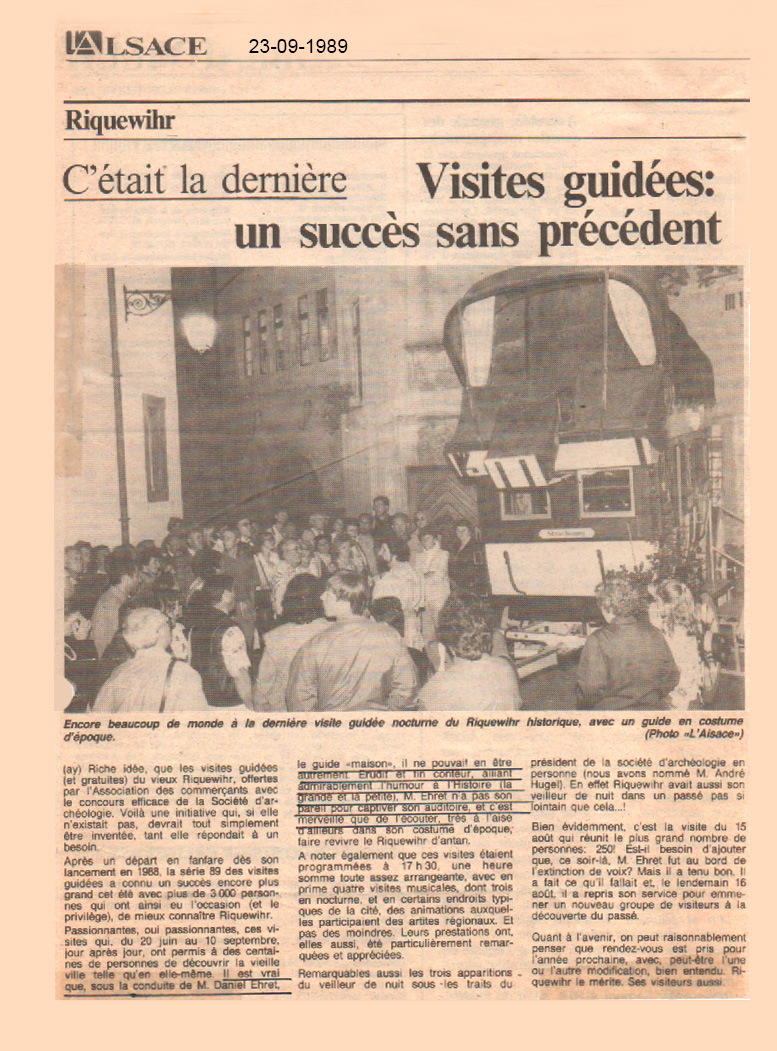 L'ALSACE 23-09-1989
Riquewihr
C'était la dernière Visites guidées:
un succès sans précédent
Strasbourg
Encore beaucoup de monde à la dernière visite guidée nocturne du Riquewihr historique, avec un guide en costume
d'époque. (Photo «L'Alsace»)
(ay) Riche idée, que les visites guidées
(et gratuites) du vieux Riquewihr, offertes
par l'Association des commerçants avec
le concours efficace de la Société d'ar-
chéologie. Voilà une initiative qui, si elle
n'existait pas, devrait tout simplement
être inventée, tant elle répondait à un
besoin.
Après un départ en fanfare dès son
lancement en 1988, la série 89 des visites
guidées a connu un succès encore plus
grand cet été avec plus de 3.000 person-
nes qui ont ainsi eu l'occasion (et le
privilège), de mieux connaître Riquewihr.
Passionnantes, oui passionnantes, ces vi-
sites qui, du 20 juin au 10 septembre,
jour après jour, ont permis à des centai-
nes de personnes de découvrir la vieille
ville telle qu'en elle-même. Il est vrai
que, sous la conduite de M. Daniel Ehret,
le guide «maison», il ne pouvait en être
autrement. Erudit et fin conteur, alliant
admirablement l'humour à l'Histoire (la
grande et la petite), M. Ehret n'a pas son
pareil pour captiver son auditoire, et c'est
merveille que de l'écouter, très à l'aise
d'ailleurs dans son costume d'époque,
faire revivre le Riquewihr d'antan.
A noter également que ces visites étaient
programmées à 17 h 30, une heure
somme toute assez arrangeante, avec en
prime quatre visites musicales, dont trois
en nocturne, et en certains endroits typi-
ques de la cité, des animations auxquel-
les participaient des artites régionaux. Et
pas des moindres. Leurs prestations ont,
elles aussi, été particulièrement remar-
quées et appréciées.
Remarquables aussi les trois apparitions
du veilleur de nuit sous les traits du
président de la société d'archéologie en
personne (nous avons nommé M. André
Hugel). En effet Riquewihr avait aussi son
veilleur de nuit dans un passé pas si
lointain que cela...!
Bien évidemment, c'est la visite du 15
août qui réunit le plus grand nombre de
personnes: 250! Est-il besoin d'ajouter
que, ce soir-là, M. Ehret fut au bord de
l'extinction de voix? Mais il a tenu bon. Il
a fait ce qu'il fallait et, le lendemain 16
août, il a repris son service pour emme-
ner un nouveau groupe de visiteurs à la
découverte du passé.
Quant à l'avenir, on peut raisonnablement
penser que rendez-vous est pris pour
l'année prochaine, avec, peut-être l'une
ou l'autre modification, bien entendu. Ri-
quewihr le mérite. Ses visiteurs aussi.